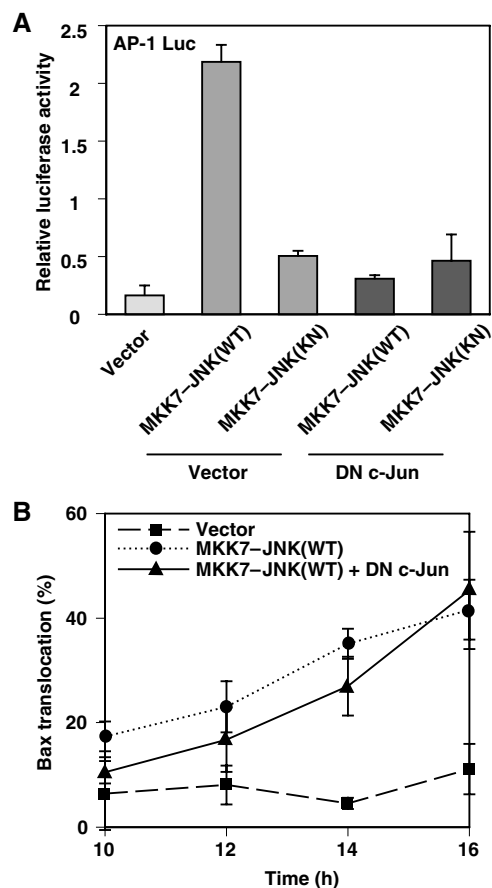 A
AP-1 Luc
Relative luciferase activity
2.5
2
1.5
1
0.5
0
Vector
MKK7–JNK(WT)
MKK7–JNK(KN)
MKK7–JNK(WT)
MKK7–JNK(KN)
Vector
DN c-Jun
B
Vector
MKK7–JNK(WT)
MKK7–JNK(WT) + DN c-Jun
Bax translocation (%)
60
40
20
0
10
12
14
16
Time (h)